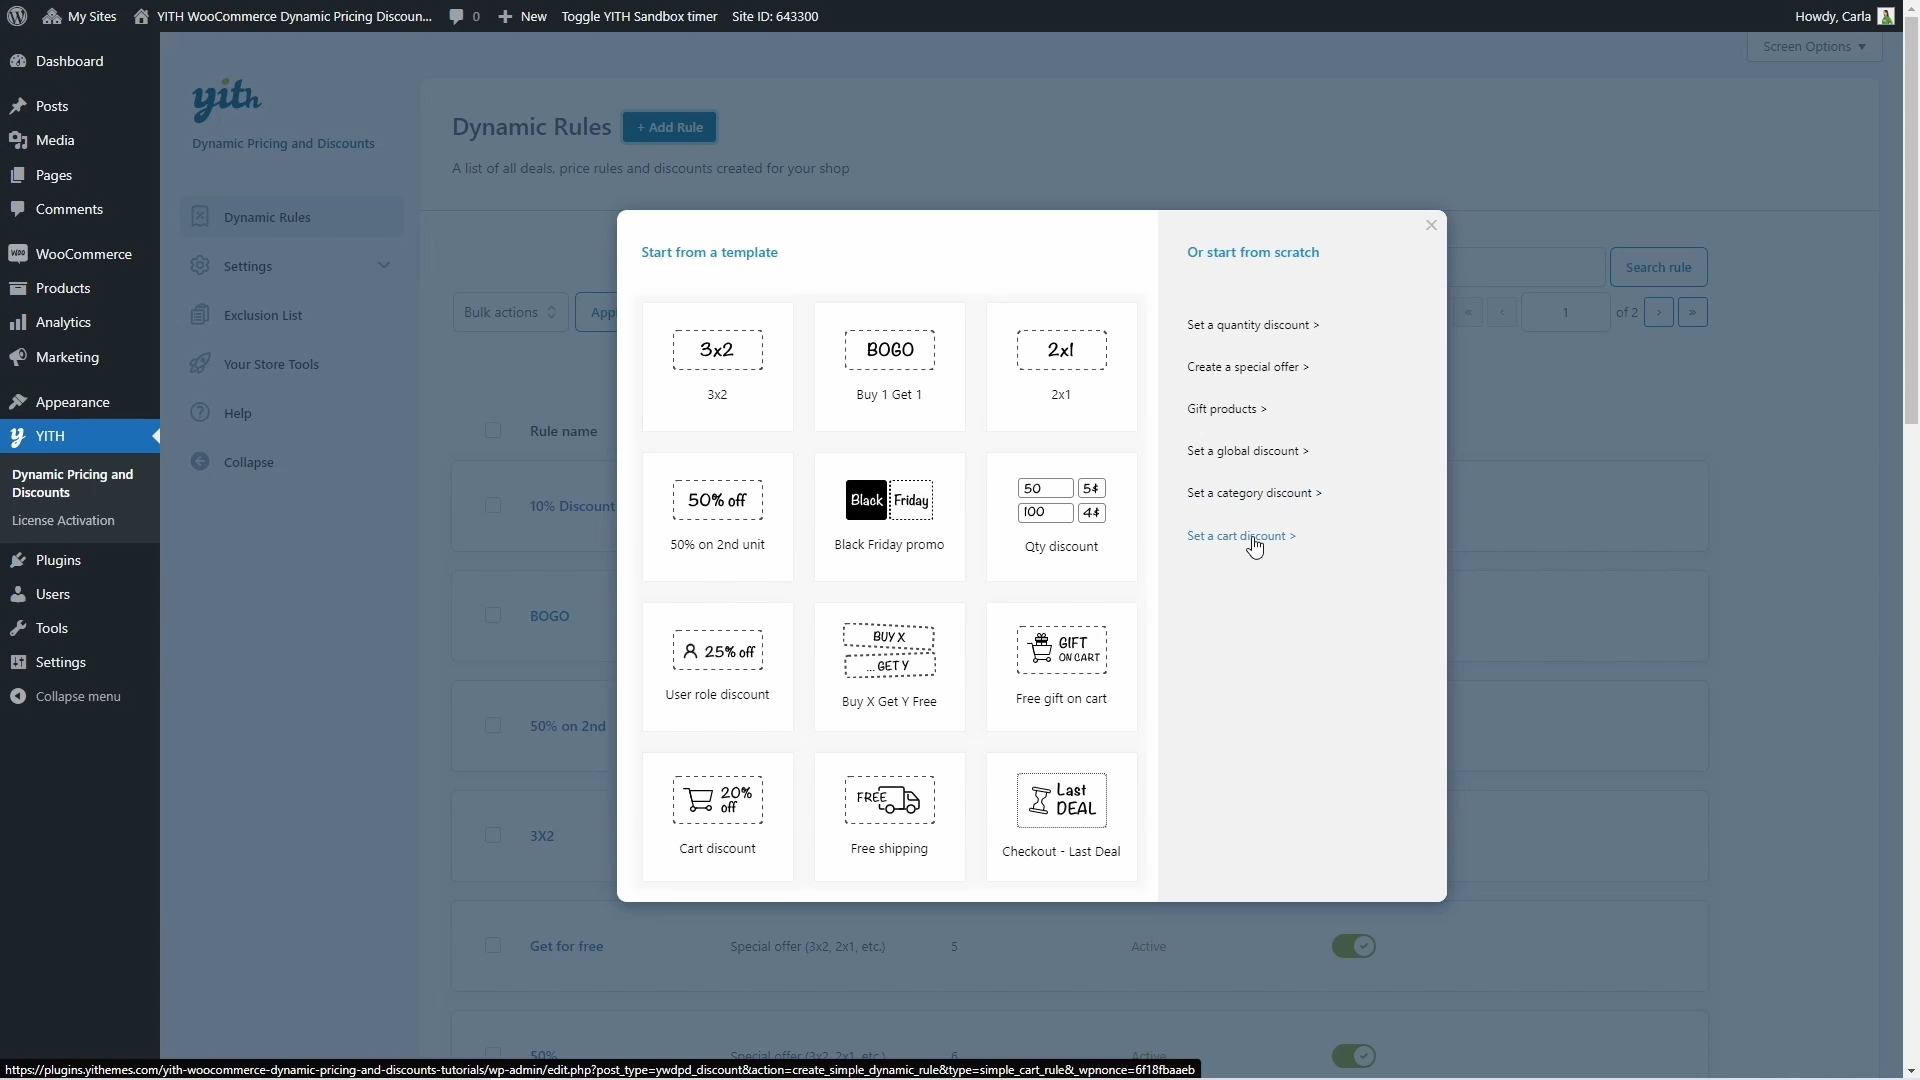 My Sites
YITH WooCommerce Dynamic Pricing Discoun...
0
New
Toggle YITH Sandbox timer
Site ID: 643300
Howdy, Carla
Screen Options
Dashboard
Posts
Media
Pages
Comments
WooCommerce
Products
Analytics
Marketing
Appearance
YITH
Dynamic Pricing and
Discounts
License Activation
Plugins
Users
Tools
Settings
Collapse menu
yith
Dynamic Pricing and Discounts
Dynamic Rules
Settings
Exclusion List
Your Store Tools
Help
Collapse
Dynamic Rules
+ Add Rule
A list of all deals, price rules and discounts created for your shop
Search rule
Bulk actions
« ‹ 1 of 2 › »
Rule name
10% Discount
BOGO
50% on 2nd
3X2
Get for free
Special offer (3x2, 2x1, etc.)
5
Active
50%
Special offer (3x2, 2x1, etc.)
6
Active
Start from a template
3x2
3x2
BOGO
Buy 1 Get 1
2x1
2x1
50% off
50% on 2nd unit
Black Friday
Black Friday promo
50 5$
100 4$
Qty discount
25% off
User role discount
BUY X
... GET Y
Buy X Get Y Free
GIFT
ON CART
Free gift on cart
20%
off
Cart discount
FREE
Free shipping
Last
DEAL
Checkout - Last Deal
Or start from scratch
Set a quantity discount >
Create a special offer >
Gift products >
Set a global discount >
Set a category discount >
Set a cart discount >
https://plugins.yithemes.com/yith-woocommerce-dynamic-pricing-and-discounts-tutorials/wp-admin/edit.php?post_type=ywdpd_discount&action=create_simple_dynamic_rule&type=simple_cart_rule&_wpnonce=6f18fbaaeb